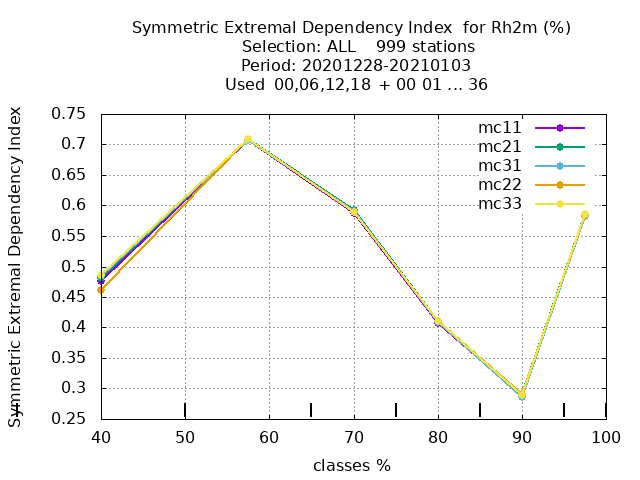 Symmetric Extremal Dependency Index  for Rh2m (%)
Selection: ALL    999 stations
Period: 20201228-20210103
Used  00,06,12,18  + 00 01 ... 36
Symmetric Extremal Dependency Index
0.75
0.7
0.65
0.6
0.55
0.5
0.45
0.4
0.35
0.3
0.25
mc11
mc21
mc31
mc22
mc33
40 50 60 70 80 90 100
classes %